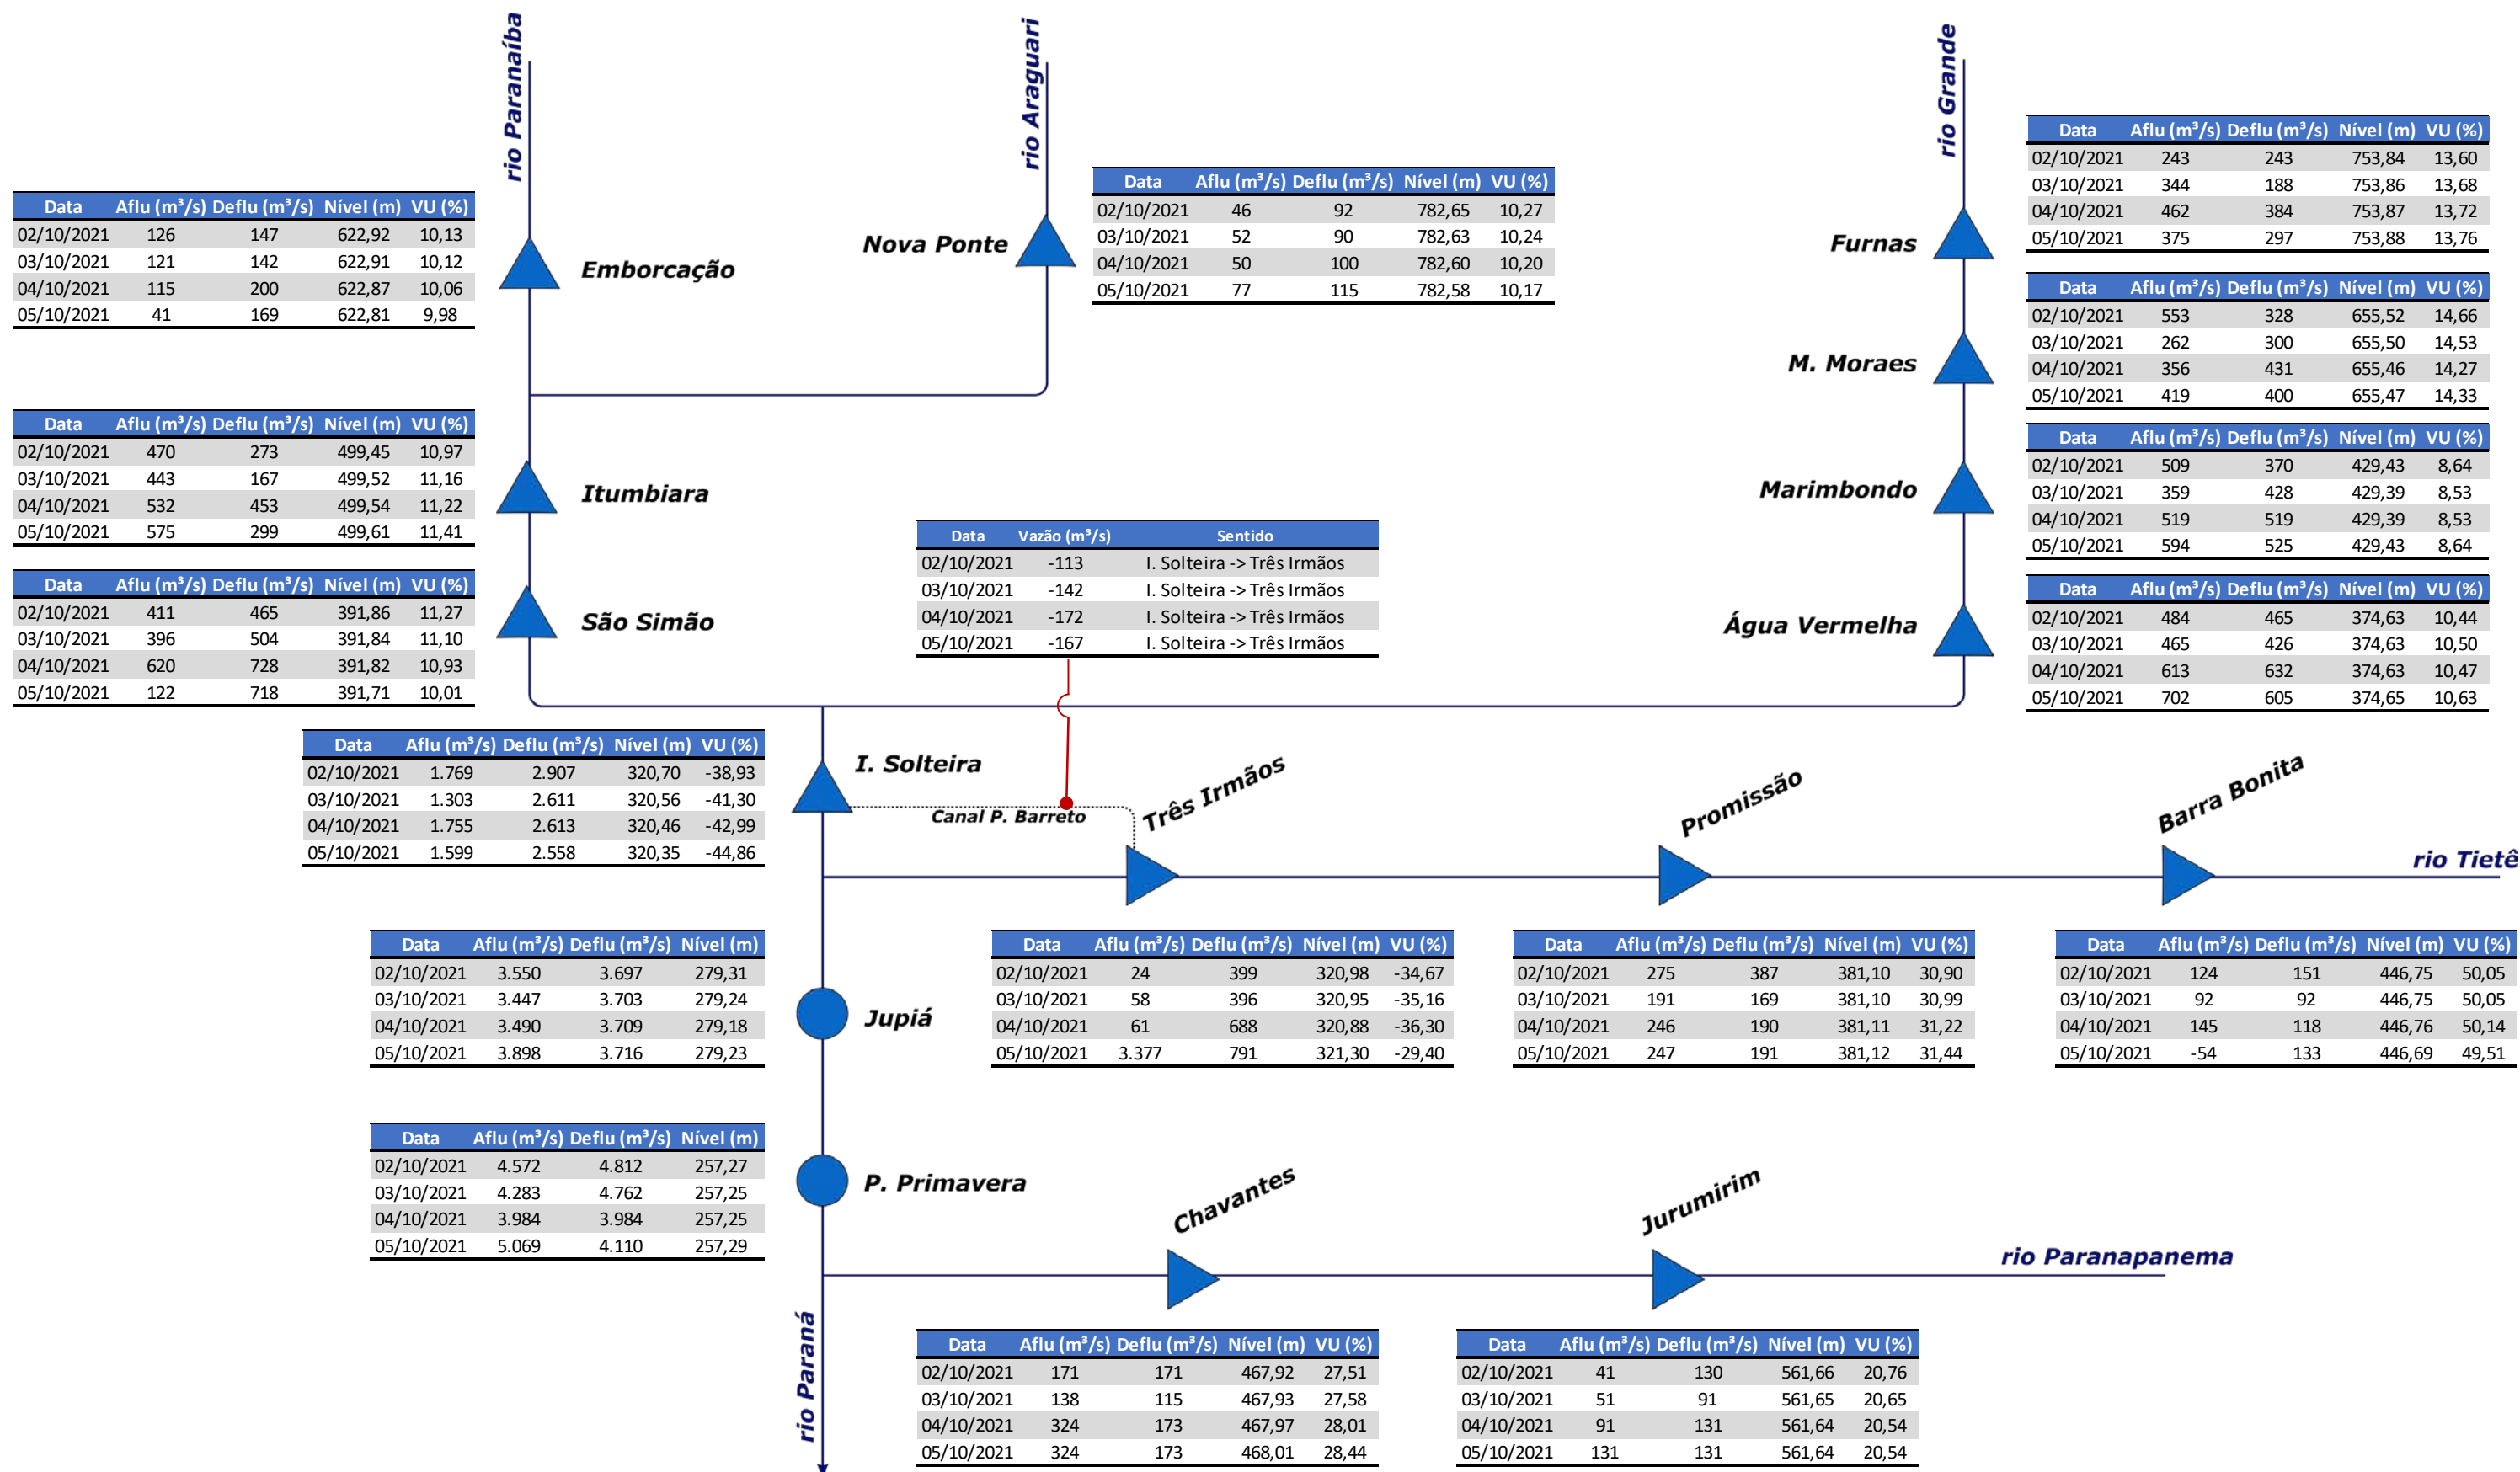 rio Paranaíba
rio Araguari
rio Grande
Data Aflu (m³/s) Deflu (m³/s) Nível (m) VU (%)
02/10/2021 126 147 622,92 10,13
03/10/2021 121 142 622,91 10,12
04/10/2021 115 200 622,87 10,06
05/10/2021 41 169 622,81 9,98
Emborcação
Nova Ponte
Data Aflu (m³/s) Deflu (m³/s) Nível (m) VU (%)
02/10/2021 46 92 782,65 10,27
03/10/2021 52 90 782,63 10,24
04/10/2021 50 100 782,60 10,20
05/10/2021 77 115 782,58 10,17
Furnas
Data Aflu (m³/s) Deflu (m³/s) Nível (m) VU (%)
02/10/2021 243 243 753,84 13,60
03/10/2021 344 188 753,86 13,68
04/10/2021 462 384 753,87 13,72
05/10/2021 375 297 753,88 13,76
M. Moraes
Data Aflu (m³/s) Deflu (m³/s) Nível (m) VU (%)
02/10/2021 553 328 655,52 14,66
03/10/2021 262 300 655,50 14,53
04/10/2021 356 431 655,46 14,27
05/10/2021 419 400 655,47 14,33
Data Aflu (m³/s) Deflu (m³/s) Nível (m) VU (%)
02/10/2021 470 273 499,45 10,97
03/10/2021 443 167 499,52 11,16
04/10/2021 532 453 499,54 11,22
05/10/2021 575 299 499,61 11,41
Itumbiara
Marimbondo
Data Aflu (m³/s) Deflu (m³/s) Nível (m) VU (%)
02/10/2021 509 370 429,43 8,64
03/10/2021 359 428 429,39 8,53
04/10/2021 519 519 429,39 8,53
05/10/2021 594 525 429,43 8,64
Data Vazão (m³/s) Sentido
02/10/2021 -113 I. Solteira -> Três Irmãos
03/10/2021 -142 I. Solteira -> Três Irmãos
04/10/2021 -172 I. Solteira -> Três Irmãos
05/10/2021 -167 I. Solteira -> Três Irmãos
Data Aflu (m³/s) Deflu (m³/s) Nível (m) VU (%)
02/10/2021 411 465 391,86 11,27
03/10/2021 396 504 391,84 11,10
04/10/2021 620 728 391,82 10,93
05/10/2021 122 718 391,71 10,01
São Simão
Água Vermelha
Data Aflu (m³/s) Deflu (m³/s) Nível (m) VU (%)
02/10/2021 484 465 374,63 10,44
03/10/2021 465 426 374,63 10,50
04/10/2021 613 632 374,63 10,47
05/10/2021 702 605 374,65 10,63
Data Aflu (m³/s) Deflu (m³/s) Nível (m) VU (%)
02/10/2021 1.769 2.907 320,70 -38,93
03/10/2021 1.303 2.611 320,56 -41,30
04/10/2021 1.755 2.613 320,46 -42,99
05/10/2021 1.599 2.558 320,35 -44,86
I. Solteira
Canal P. Barreto
Três Irmãos
Promissão
Barra Bonita
rio Tietê
Data Aflu (m³/s) Deflu (m³/s) Nível (m)
02/10/2021 3.550 3.697 279,31
03/10/2021 3.447 3.703 279,24
04/10/2021 3.490 3.709 279,18
05/10/2021 3.898 3.716 279,23
Jupiá
Data Aflu (m³/s) Deflu (m³/s) Nível (m) VU (%)
02/10/2021 24 399 320,98 -34,67
03/10/2021 58 396 320,95 -35,16
04/10/2021 61 688 320,88 -36,30
05/10/2021 3.377 791 321,30 -29,40
Data Aflu (m³/s) Deflu (m³/s) Nível (m) VU (%)
02/10/2021 275 387 381,10 30,90
03/10/2021 191 169 381,10 30,99
04/10/2021 246 190 381,11 31,22
05/10/2021 247 191 381,12 31,44
Data Aflu (m³/s) Deflu (m³/s) Nível (m) VU (%)
02/10/2021 124 151 446,75 50,05
03/10/2021 92 92 446,75 50,05
04/10/2021 145 118 446,76 50,14
05/10/2021 -54 133 446,69 49,51
Data Aflu (m³/s) Deflu (m³/s) Nível (m)
02/10/2021 4.572 4.812 257,27
03/10/2021 4.283 4.762 257,25
04/10/2021 3.984 3.984 257,25
05/10/2021 5.069 4.110 257,29
P. Primavera
Chavantes
Jurumirim
rio Paranapanema
rio Paraná
Data Aflu (m³/s) Deflu (m³/s) Nível (m) VU (%)
02/10/2021 171 171 467,92 27,51
03/10/2021 138 115 467,93 27,58
04/10/2021 324 173 467,97 28,01
05/10/2021 324 173 468,01 28,44
Data Aflu (m³/s) Deflu (m³/s) Nível (m) VU (%)
02/10/2021 41 130 561,66 20,76
03/10/2021 51 91 561,65 20,65
04/10/2021 91 131 561,64 20,54
05/10/2021 131 131 561,64 20,54